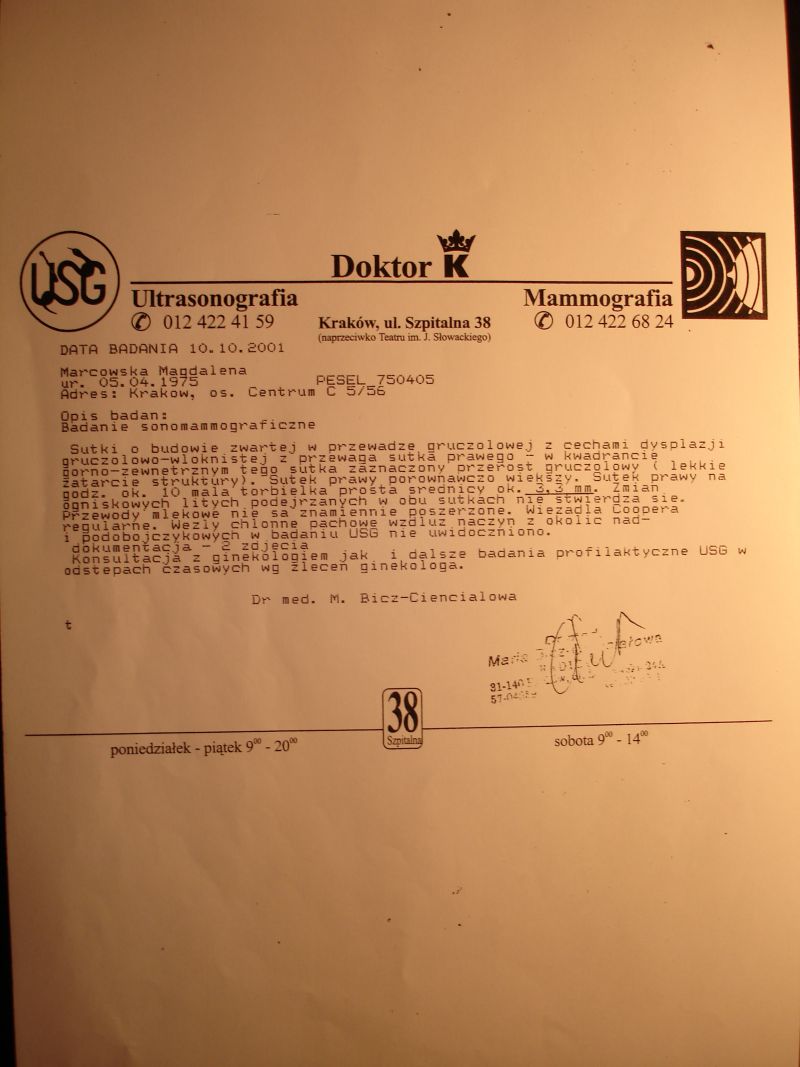 USG
Doktor K
Ultrasonografia
Mammografia
012 422 41 59
Kraków, ul. Szpitalna 38
012 422 68 24
(naprzeciwko Teatru im. J. Słowackiego)
DATA BADANIA 10.10.2001
Marcowska Magdalena
ur. 05.04.1975 PESEL 750405
Adres: Krakow, os. Centrum C 5/56
Opis badan:
Badanie sonomammograficzne
Sutki o budowie zwartej w przewadze gruczolowej z cechami dysplazji
gruczolowo-wloknistej z przewaga sutka prawego - w kwadrancie
gorno-zewnetrznym tego sutka zaznaczony przerost gruczolowy ( lekkie
zatarcie struktury). Sutek prawy porownawczo wiekszy. Sutek prawy na
godz. ok. 10 mala torbielka prosta srednicy ok. 3,3 mm. Zmian
ogniskowych litych podejrzanych w obu sutkach nie stwierdza sie.
Przewody mlekowe nie sa znamiennie poszerzone. Wiezadla Coopera
regularne. Wezly chlonne pachowe wzdluz naczyn z okolic nad-
i podobojczykowych w badaniu USG nie uwidoczniono.
dokumentacja - 2 zdjecia
Konsultacja z ginekologiem jak i dalsze badania profilaktyczne USG w
odstepach czasowych wg zlecen ginekologa.
Dr med. M. Bicz-Ciencialowa
t
38
Szpitalna
poniedziałek - piątek 9⁰⁰ - 20⁰⁰
sobota 9⁰⁰ - 14⁰⁰